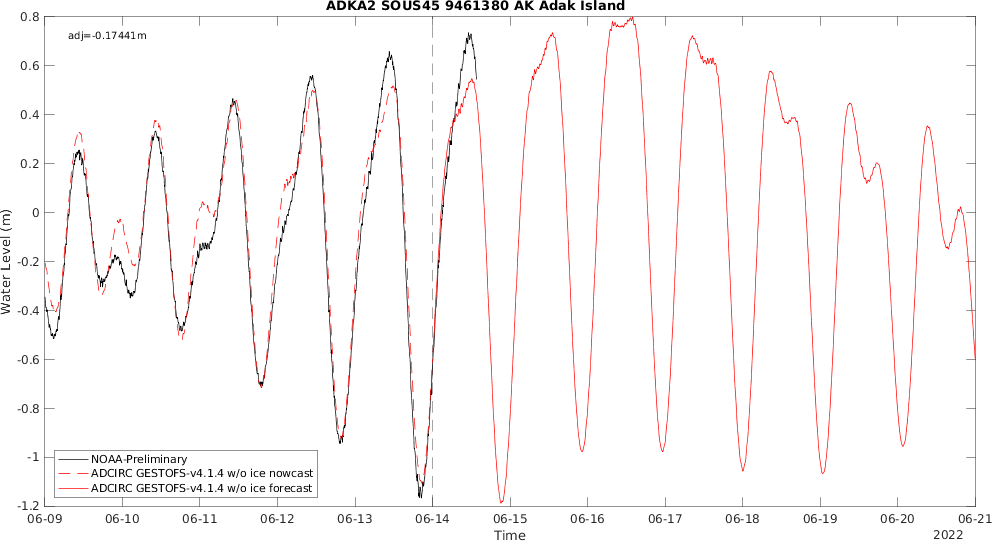 ADKA2 SOUS45 9461380 AK Adak Island
adj=-0.17441m
0.8
0.6
0.4
0.2
0
-0.2
-0.4
-0.6
-0.8
-1
-1.2
Water Level (m)
NOAA-Preliminary
ADCIRC GESTOFS-v4.1.4 w/o ice nowcast
ADCIRC GESTOFS-v4.1.4 w/o ice forecast
06-09 06-10 06-11 06-12 06-13 06-14 06-15 06-16 06-17 06-18 06-19 06-20 06-21
Time
2022